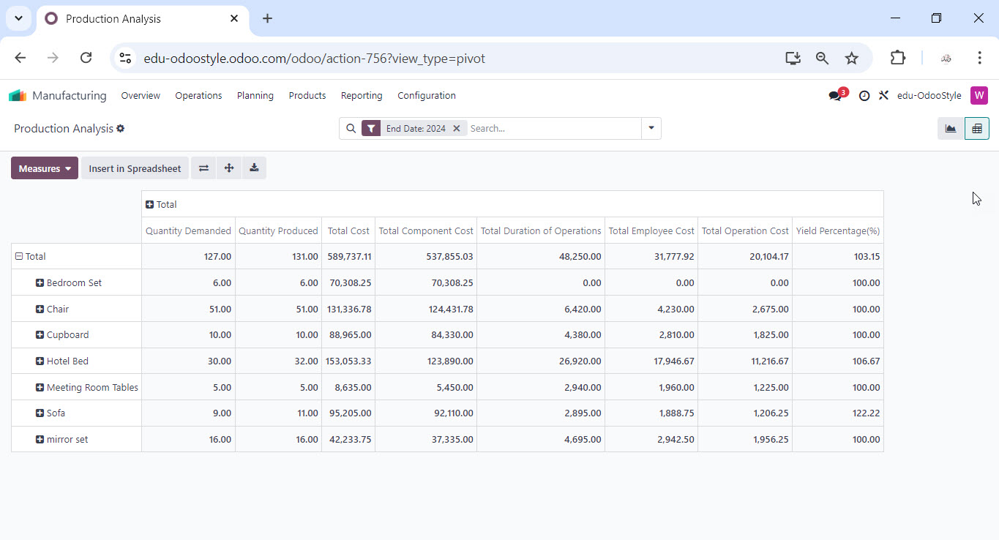 Production Analysis
edu-odoostyle.odoo.com/odoo/action-756?view_type=pivot
Manufacturing Overview Operations Planning Products Reporting Configuration 3 edu-OdooStyle W
Production Analysis End Date: 2024 Search...
Measures Insert in Spreadsheet
Total
Quantity Demanded Quantity Produced Total Cost Total Component Cost Total Duration of Operations Total Employee Cost Total Operation Cost Yield Percentage(%)
Total 127.00 131.00 589,737.11 537,855.03 48,250.00 31,777.92 20,104.17 103.15
Bedroom Set 6.00 6.00 70,308.25 70,308.25 0.00 0.00 0.00 100.00
Chair 51.00 51.00 131,336.78 124,431.78 6,420.00 4,230.00 2,675.00 100.00
Cupboard 10.00 10.00 88,965.00 84,330.00 4,380.00 2,810.00 1,825.00 100.00
Hotel Bed 30.00 32.00 153,053.33 123,890.00 26,920.00 17,946.67 11,216.67 106.67
Meeting Room Tables 5.00 5.00 8,635.00 5,450.00 2,940.00 1,960.00 1,225.00 100.00
Sofa 9.00 11.00 95,205.00 92,110.00 2,895.00 1,888.75 1,206.25 122.22
mirror set 16.00 16.00 42,233.75 37,335.00 4,695.00 2,942.50 1,956.25 100.00